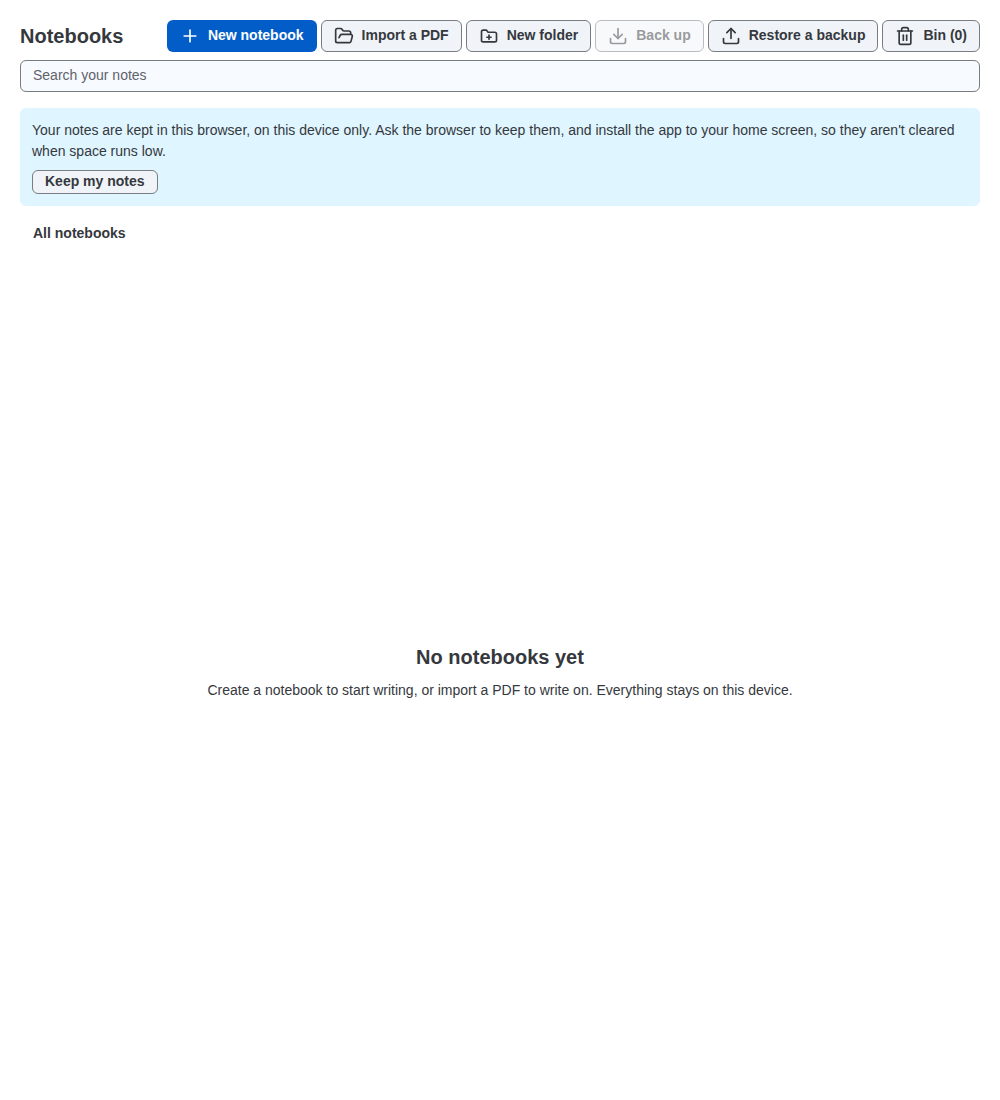 Notebooks
New notebook
Import a PDF
New folder
Back up
Restore a backup
Bin (0)
Search your notes
Your notes are kept in this browser, on this device only. Ask the browser to keep them, and install the app to your home screen, so they aren't cleared
when space runs low.
Keep my notes
All notebooks
No notebooks yet
Create a notebook to start writing, or import a PDF to write on. Everything stays on this device.